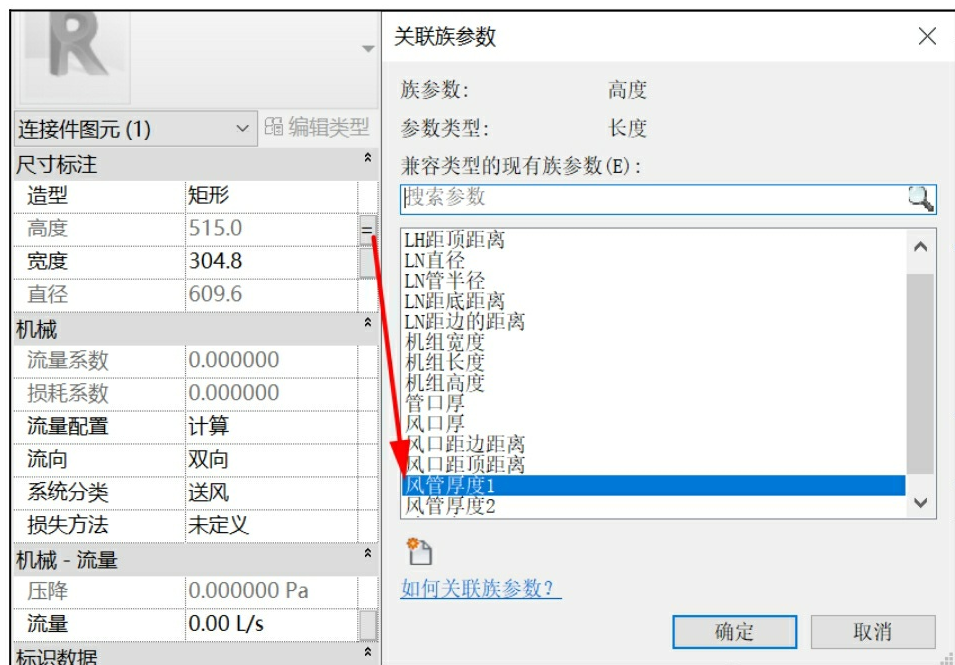 连接件图元 (1)
编辑类型
尺寸标注
造型 矩形
高度 515.0 =
宽度 304.8
直径 609.6
机械
流量系数 0.000000
损耗系数 0.000000
流量配置 计算
流向 双向
系统分类 送风
损失方法 未定义
机械 - 流量
压降 0.000000 Pa
流量 0.00 L/s
标识数据
关联族参数
族参数: 高度
参数类型: 长度
兼容类型的现有族参数(E):
搜索参数
LH距顶距离
LN直径
LN管半径
LN距底距离
LN距边的距离
机组宽度
机组长度
机组高度
管口厚
风口厚
风口距边距离
风口距顶距离
风管厚度1
风管厚度2
如何关联族参数?
确定 取消